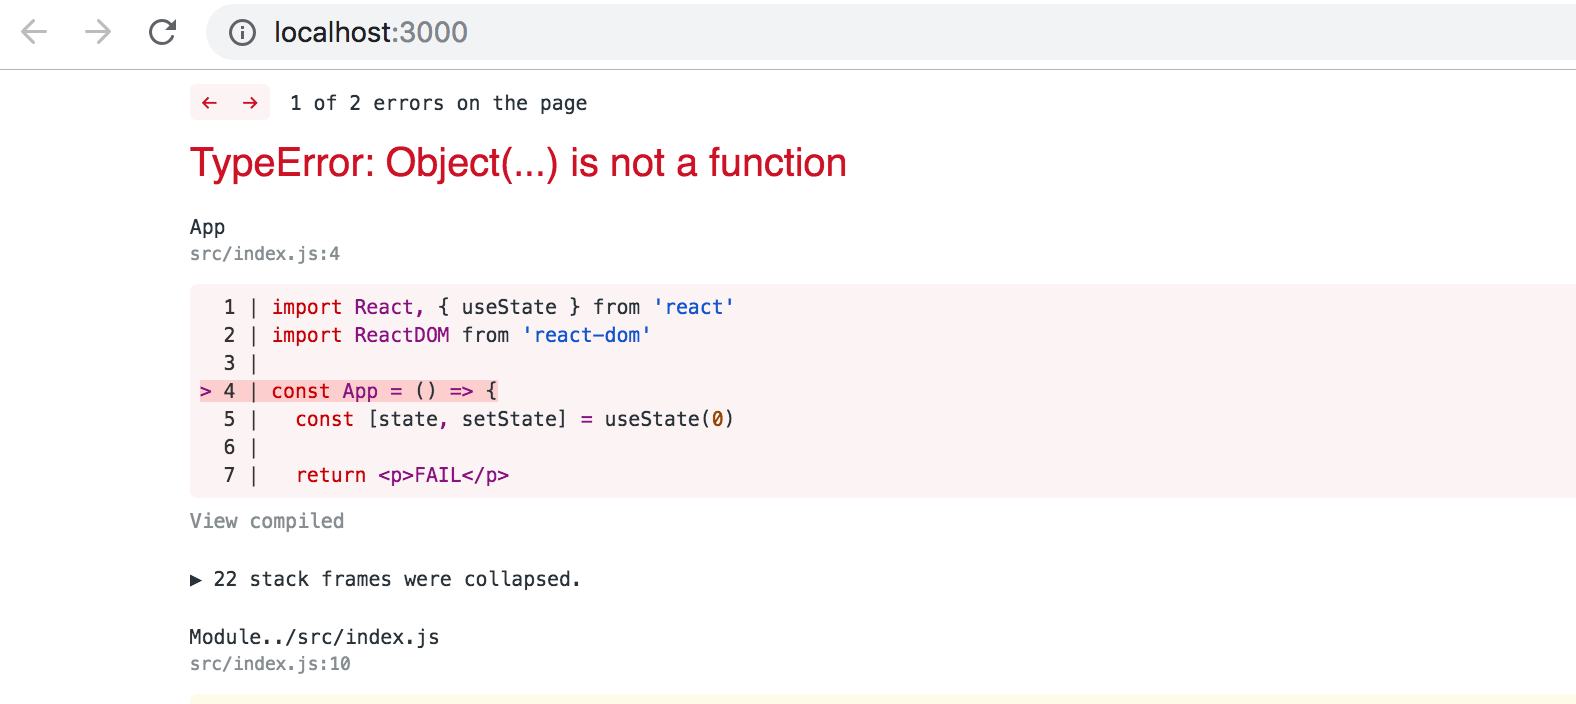 localhost:3000
← → 1 of 2 errors on the page
TypeError: Object(...) is not a function
App
src/index.js:4
1 | import React, { useState } from 'react'
2 | import ReactDOM from 'react-dom'
3 |
> 4 | const App = () => {
5 |   const [state, setState] = useState(0)
6 |
7 |   return <p>FAIL</p>
View compiled
▶ 22 stack frames were collapsed.
Module../src/index.js
src/index.js:10